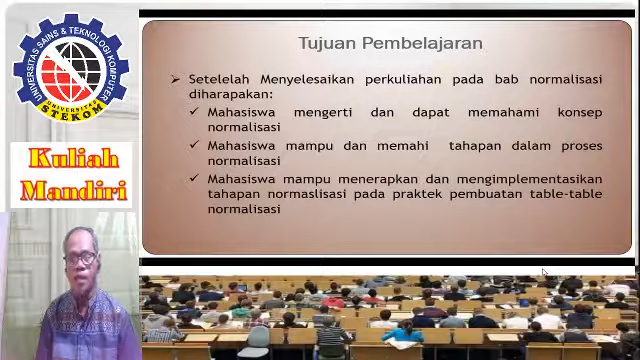 UNIVERSITAS SAINS & TEKNOLOGI KOMPUTER
UNIVERSITAS
STEKOM
Kuliah
Mandiri
Tujuan Pembelajaran
Setelelah Menyelesaikan perkuliahan pada bab normalisasi
diharapakan:
Mahasiswa mengerti dan dapat memahami konsep
normalisasi
Mahasiswa mampu dan memahi tahapan dalam proses
normalisasi
Mahasiswa mampu menerapkan dan mengimplementasikan
tahapan normaslisasi pada praktek pembuatan table-table
normalisasi